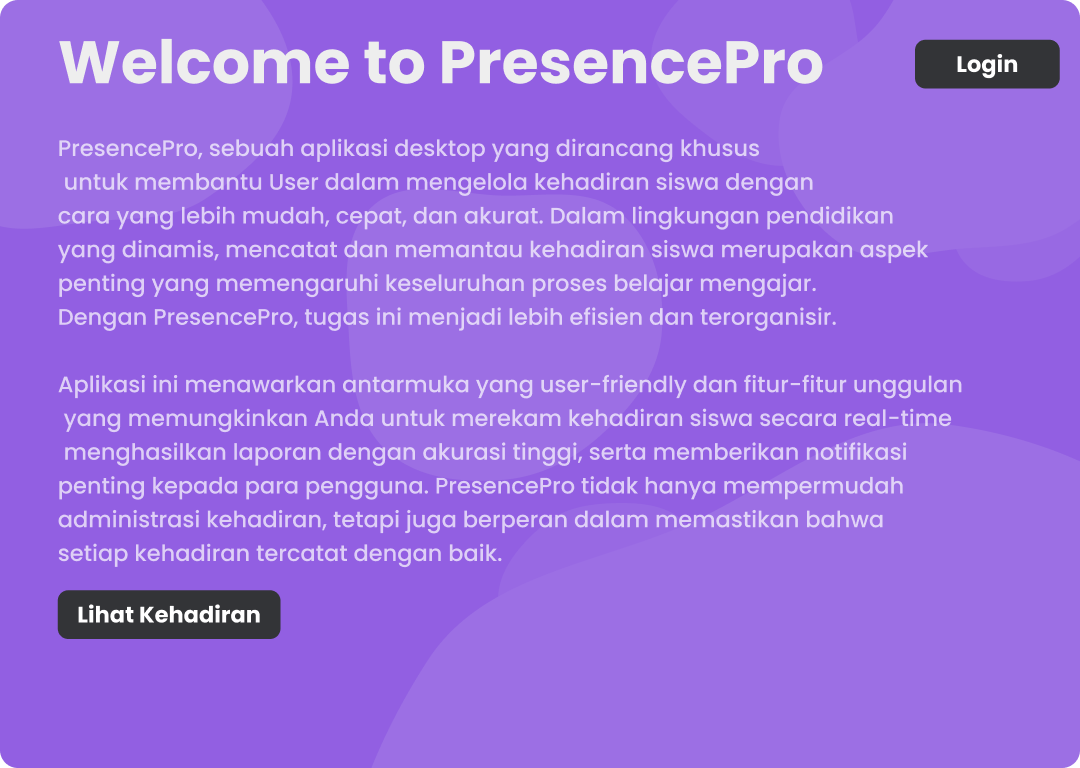 Welcome to PresencePro
Login
PresencePro, sebuah aplikasi desktop yang dirancang khusus
untuk membantu User dalam mengelola kehadiran siswa dengan
cara yang lebih mudah, cepat, dan akurat. Dalam lingkungan pendidikan
yang dinamis, mencatat dan memantau kehadiran siswa merupakan aspek
penting yang memengaruhi keseluruhan proses belajar mengajar.
Dengan PresencePro, tugas ini menjadi lebih efisien dan terorganisir.
Aplikasi ini menawarkan antarmuka yang user-friendly dan fitur-fitur unggulan
yang memungkinkan Anda untuk merekam kehadiran siswa secara real-time
menghasilkan laporan dengan akurasi tinggi, serta memberikan notifikasi
penting kepada para pengguna. PresencePro tidak hanya mempermudah
administrasi kehadiran, tetapi juga berperan dalam memastikan bahwa
setiap kehadiran tercatat dengan baik.
Lihat Kehadiran